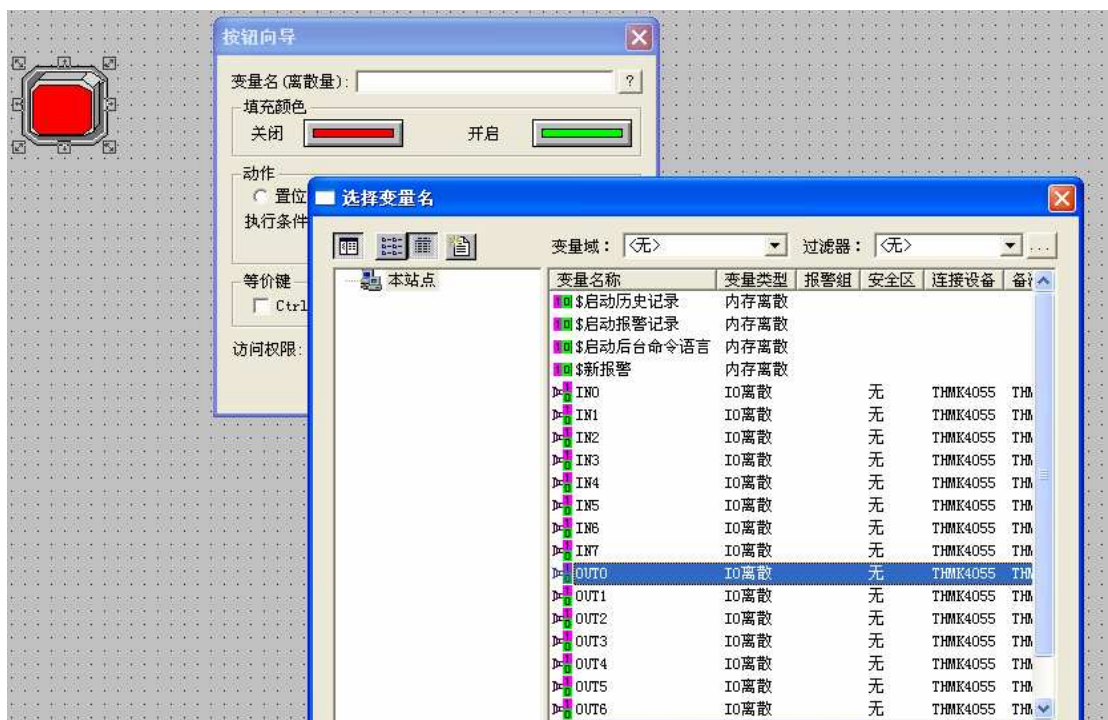 按钮向导
变量名(离散量): ?
填充颜色
关闭 开启
动作
置位
执行条件
等价键
Ctrl
访问权限:
选择变量名
变量域: <无> 过滤器: <无> ...
本站点
变量名称 变量类型 报警组 安全区 连接设备
$启动历史记录 内存离散
$启动报警记录 内存离散
$启动后台命令语言 内存离散
$新报警 内存离散
IN0 IO离散 无 THMK4055
IN1 IO离散 无 THMK4055
IN2 IO离散 无 THMK4055
IN3 IO离散 无 THMK4055
IN4 IO离散 无 THMK4055
IN5 IO离散 无 THMK4055
IN6 IO离散 无 THMK4055
IN7 IO离散 无 THMK4055
OUT0 IO离散 无 THMK4055
OUT1 IO离散 无 THMK4055
OUT2 IO离散 无 THMK4055
OUT3 IO离散 无 THMK4055
OUT4 IO离散 无 THMK4055
OUT5 IO离散 无 THMK4055
OUT6 IO离散 无 THMK4055